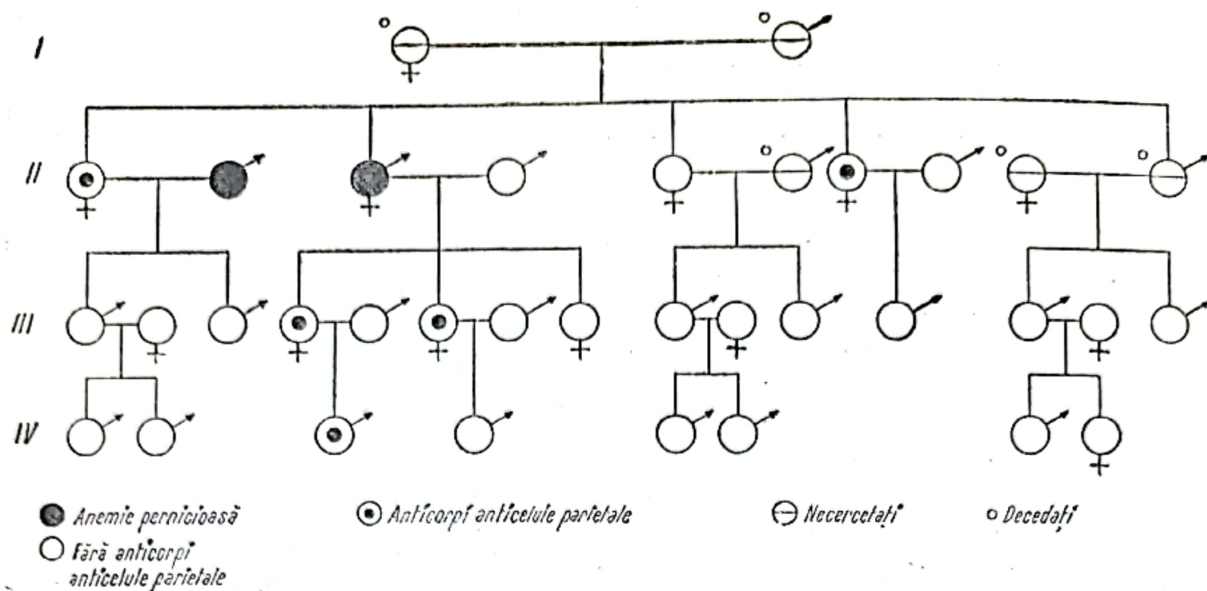 I
II
III
IV
Anemie pernicioasă
Anticorpi anticelule parietale
Necercetați
Decedați
Fără anticorpi
anticelule parietale